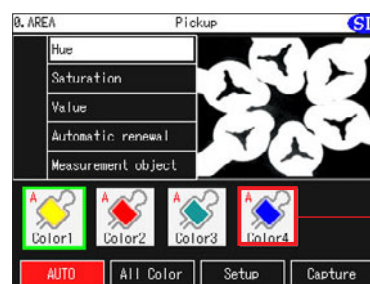 0. AREA Pickup SI
Hue
Saturation
Value
Automatic renewal
Measurement object
A A A A
Color1 Color2 Color3 Color4
AUTO All Color Setup Capture